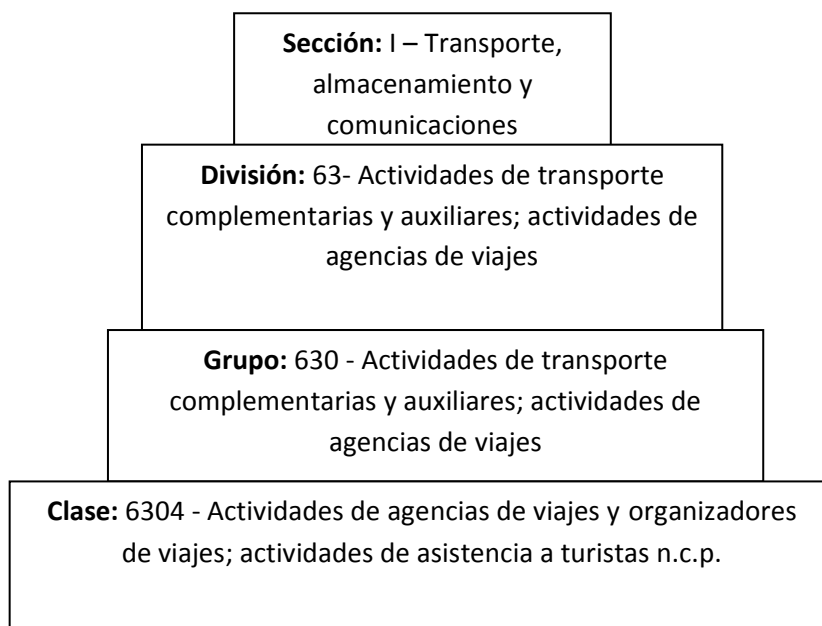 Sección: I – Transporte,
almacenamiento y
comunicaciones
División: 63- Actividades de transporte
complementarias y auxiliares; actividades de
agencias de viajes
Grupo: 630 - Actividades de transporte
complementarias y auxiliares; actividades de
agencias de viajes
Clase: 6304 - Actividades de agencias de viajes y organizadores
de viajes; actividades de asistencia a turistas n.c.p.